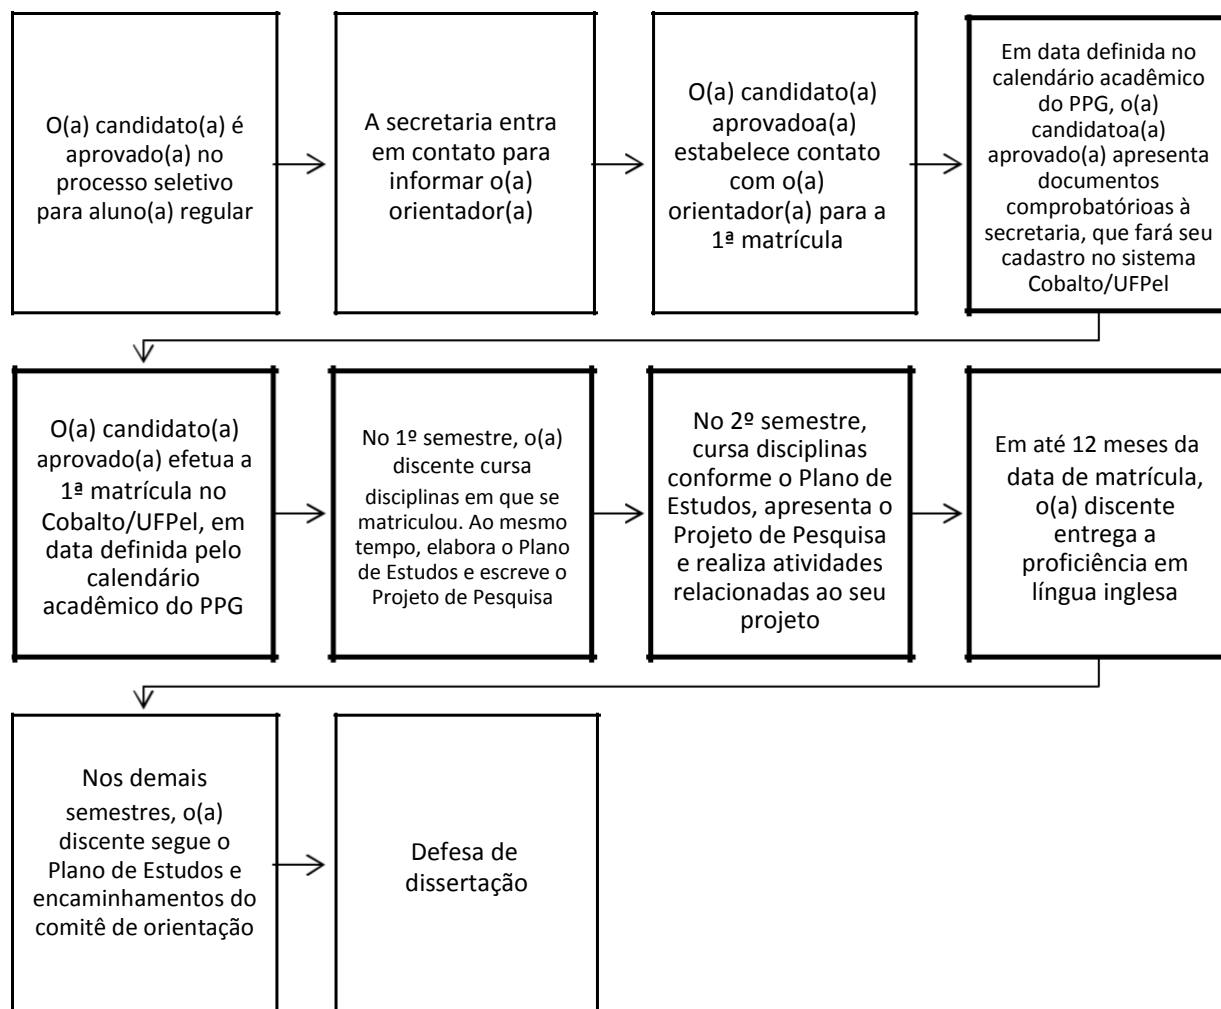 O(a) candidato(a) é
aprovado(a) no
processo seletivo
para aluno(a) regular
A secretaria entra
em contato para
informar o(a)
orientador(a)
O(a) candidato(a)
aprovadoa(a)
estabelece contato
com o(a)
orientador(a) para a
1ª matrícula
Em data definida no
calendário acadêmico
do PPG, o(a)
candidatoa(a)
aprovado(a) apresenta
documentos
comprobatórioas à
secretaria, que fará seu
cadastro no sistema
Cobalto/UFPel
O(a) candidato(a)
aprovado(a) efetua a
1ª matrícula no
Cobalto/UFPel, em
data definida pelo
calendário
acadêmico do PPG
No 1º semestre, o(a)
discente cursa
disciplinas em que se
matriculou. Ao mesmo
tempo, elabora o Plano
de Estudos e escreve o
Projeto de Pesquisa
No 2º semestre,
cursa disciplinas
conforme o Plano de
Estudos, apresenta o
Projeto de Pesquisa
e realiza atividades
relacionadas ao seu
projeto
Em até 12 meses da
data de matrícula,
o(a) discente
entrega a
proficiência em
língua inglesa
Nos demais
semestres, o(a)
discente segue o
Plano de Estudos e
encaminhamentos do
comitê de orientação
Defesa de
dissertação